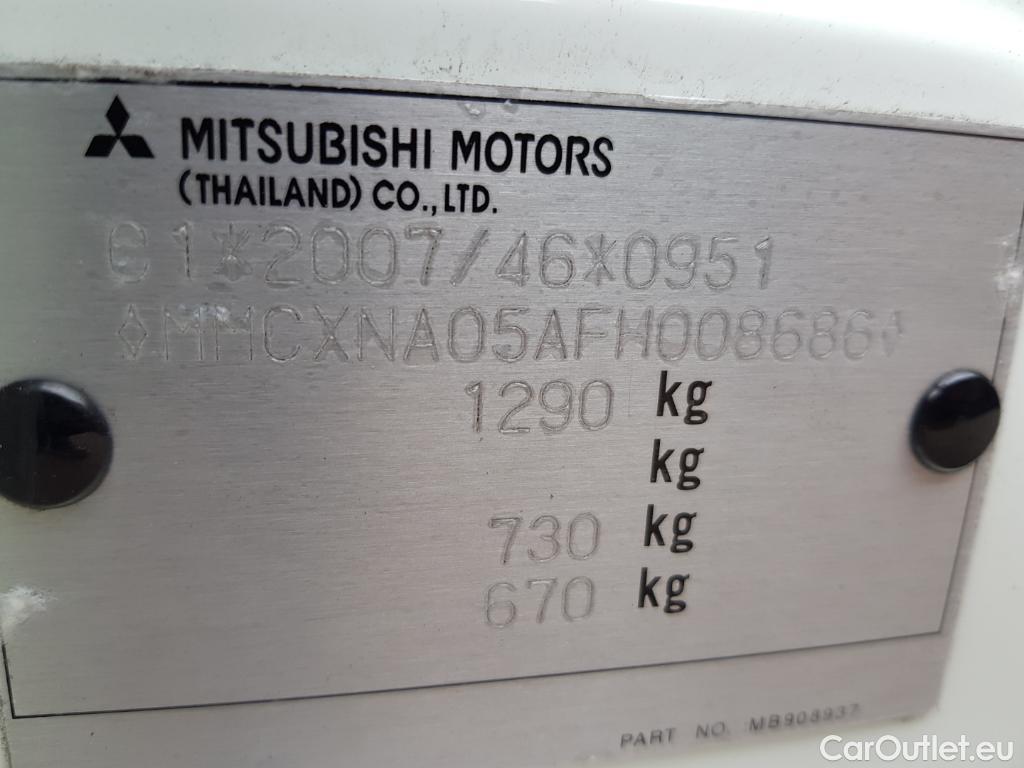 MITSUBISHI MOTORS
(THAILAND) CO., LTD.
e1*2007/46*0951
◊MMCXNA05AFH008686◊
1290 kg
kg
730 kg
670 kg
PART NO. MB908937
CarOutlet.eu